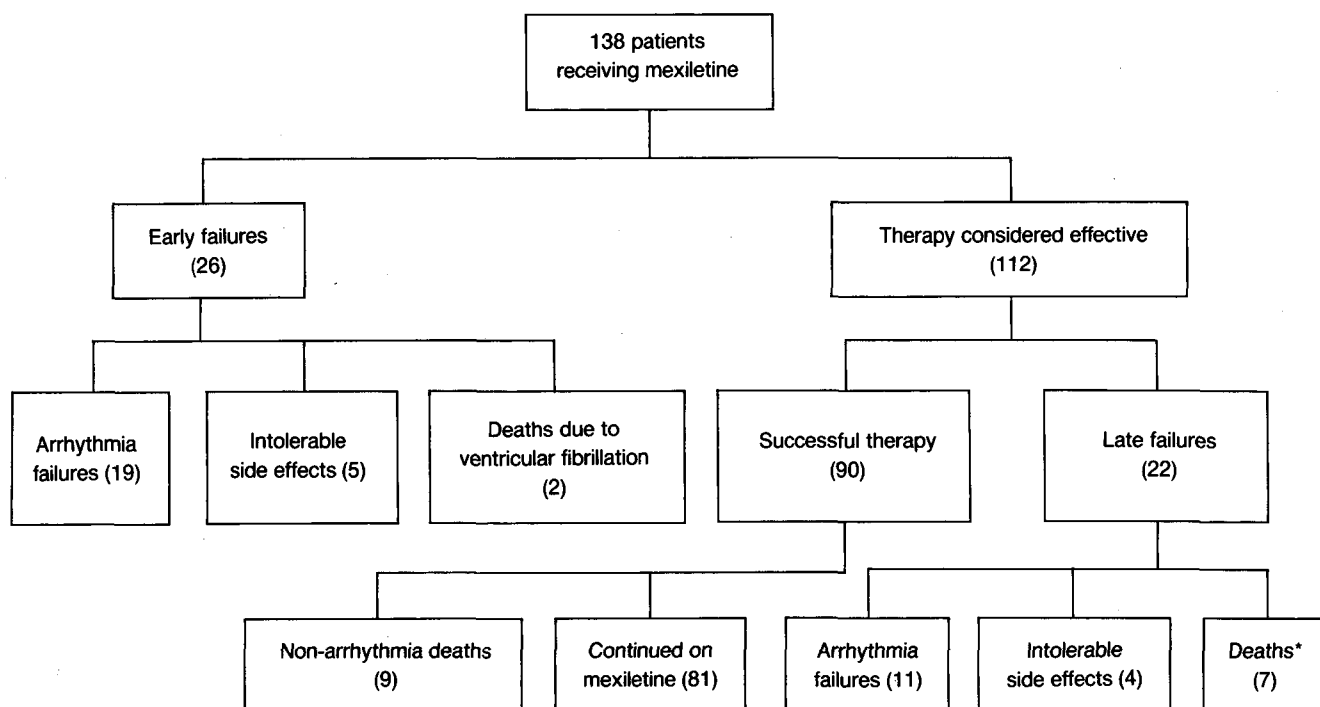 138 patients
receiving mexiletine
Early failures
(26)
Therapy considered effective
(112)
Arrhythmia
failures (19)
Intolerable
side effects (5)
Deaths due to
ventricular fibrillation
(2)
Successful therapy
(90)
Late failures
(22)
Non-arrhythmia deaths
(9)
Continued on
mexiletine (81)
Arrhythmia
failures (11)
Intolerable
side effects (4)
Deaths*
(7)